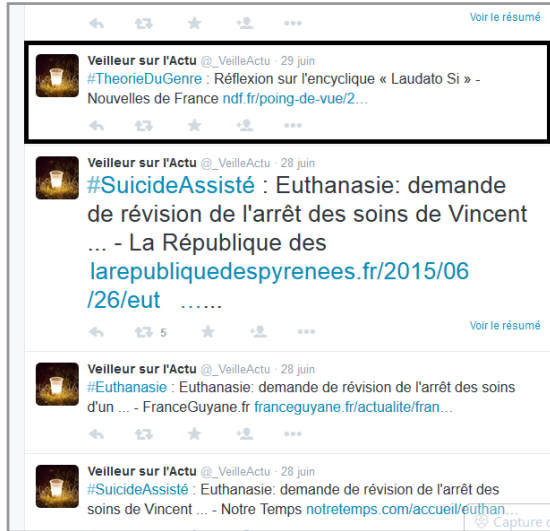 Voir le résumé
Veilleur sur l'Actu @_VeilleActu · 29 juin
#TheorieDuGenre : Réflexion sur l'encyclique « Laudato Si » -
Nouvelles de France ndf.fr/poing-de-vue/2…
Veilleur sur l'Actu @_VeilleActu · 28 juin
#SuicideAssisté : Euthanasie: demande
de révision de l'arrêt des soins de Vincent
... - La République des
larepubliquedespyrenees.fr/2015/06
/26/eut ……
5
Voir le résumé
Veilleur sur l'Actu @_VeilleActu · 28 juin
#Euthanasie : Euthanasie: demande de révision de l'arrêt des soins
d'un ... - FranceGuyane.fr franceguyane.fr/actualite/fran…
Veilleur sur l'Actu @_VeilleActu · 28 juin
#SuicideAssisté : Euthanasie: demande de révision de l'arrêt des
soins de Vincent ... - Notre Temps notretemps.com/accueil/euthan…
Capture